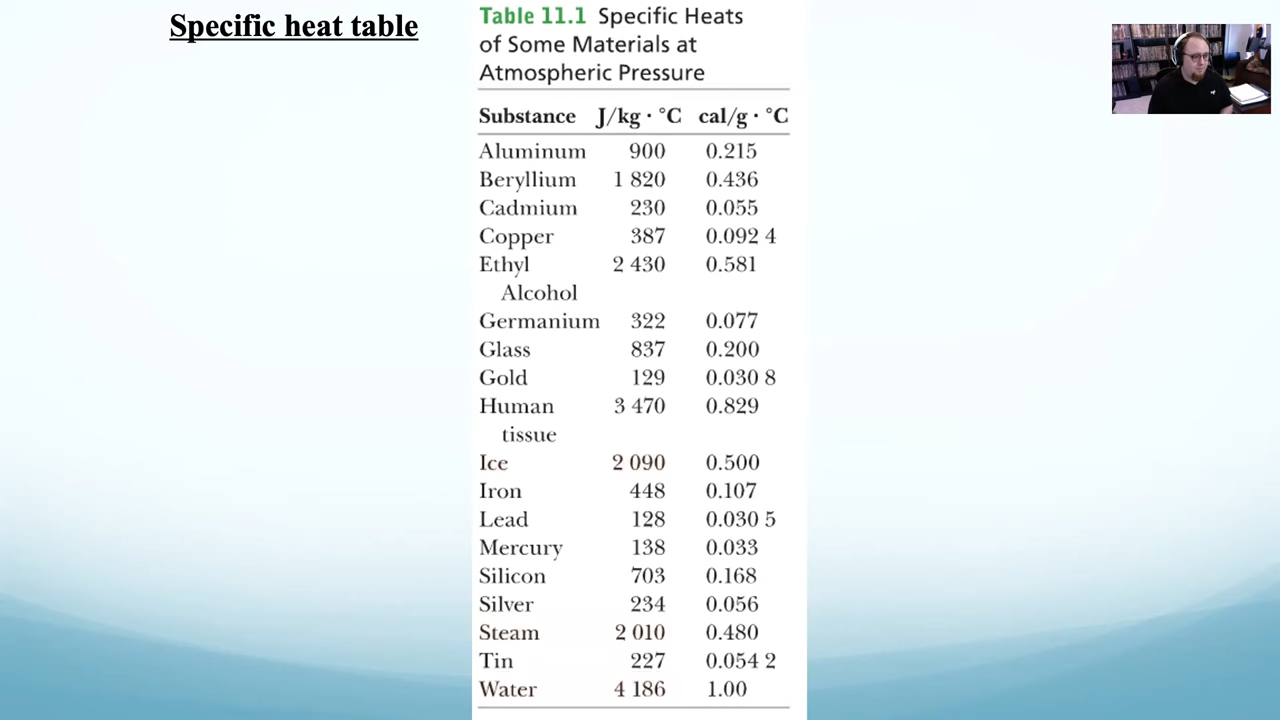 Specific heat table
Table 11.1 Specific Heats
of Some Materials at
Atmospheric Pressure
Substance J/kg · °C cal/g · °C
Aluminum 900 0.215
Beryllium 1 820 0.436
Cadmium 230 0.055
Copper 387 0.092 4
Ethyl 2 430 0.581
Alcohol
Germanium 322 0.077
Glass 837 0.200
Gold 129 0.030 8
Human 3 470 0.829
tissue
Ice 2 090 0.500
Iron 448 0.107
Lead 128 0.030 5
Mercury 138 0.033
Silicon 703 0.168
Silver 234 0.056
Steam 2 010 0.480
Tin 227 0.054 2
Water 4 186 1.00